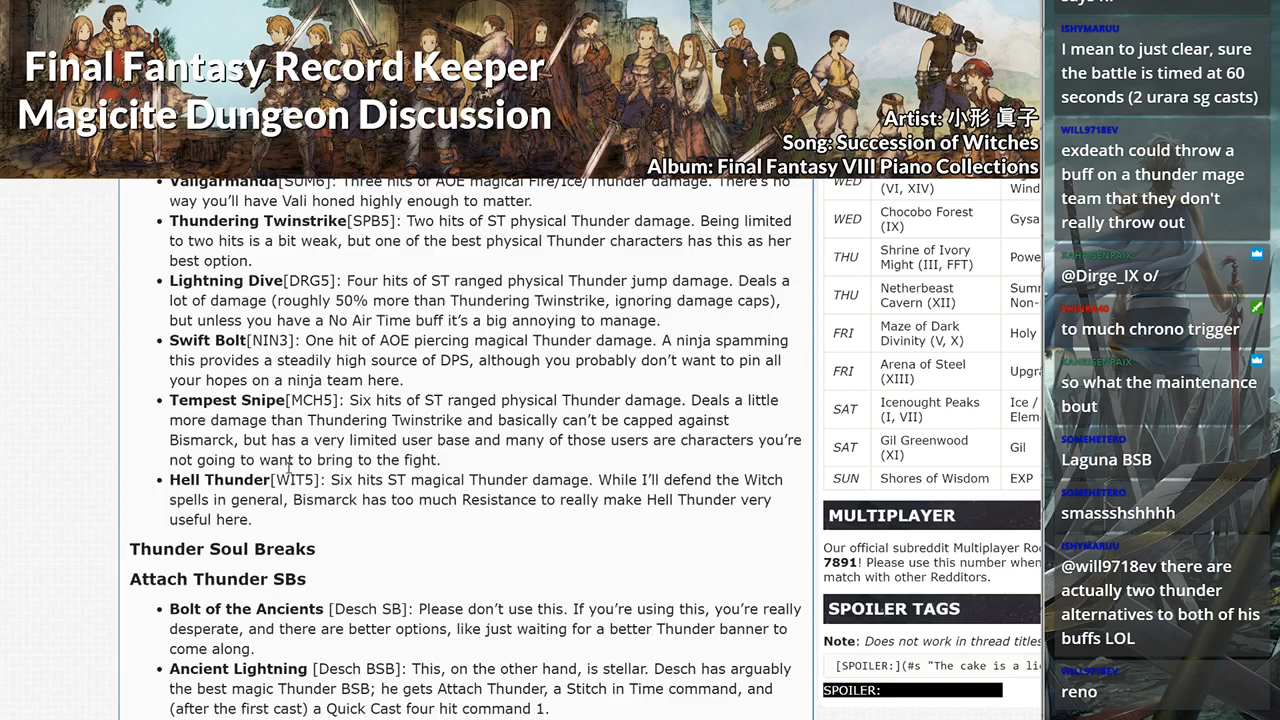 Final Fantasy Record Keeper
Magicite Dungeon Discussion
Artist: 小形 眞子
Song: Succession of Witches
Album: Final Fantasy VIII Piano Collections
Valigarmanda[SUM6]: Three hits of AOE magical Fire/Ice/Thunder damage. There's no
way you'll have Vali honed highly enough to matter.
• Thundering Twinstrike[SPB5]: Two hits of ST physical Thunder damage. Being limited
to two hits is a bit weak, but one of the best physical Thunder characters has this as her
best option.
• Lightning Dive[DRG5]: Four hits of ST ranged physical Thunder jump damage. Deals a
lot of damage (roughly 50% more than Thundering Twinstrike, ignoring damage caps),
but unless you have a No Air Time buff it's a big annoying to manage.
• Swift Bolt[NIN3]: One hit of AOE piercing magical Thunder damage. A ninja spamming
this provides a steadily high source of DPS, although you probably don't want to pin all
your hopes on a ninja team here.
• Tempest Snipe[MCH5]: Six hits of ST ranged physical Thunder damage. Deals a little
more damage than Thundering Twinstrike and basically can't be capped against
Bismarck, but has a very limited user base and many of those users are characters you're
not going to want to bring to the fight.
• Hell Thunder[WIT5]: Six hits ST magical Thunder damage. While I'll defend the Witch
spells in general, Bismarck has too much Resistance to really make Hell Thunder very
useful here.
Thunder Soul Breaks
Attach Thunder SBs
• Bolt of the Ancients [Desch SB]: Please don't use this. If you're using this, you're really
desperate, and there are better options, like just waiting for a better Thunder banner to
come along.
• Ancient Lightning [Desch BSB]: This, on the other hand, is stellar. Desch has arguably
the best magic Thunder BSB; he gets Attach Thunder, a Stitch in Time command, and
(after the first cast) a Quick Cast four hit command 1.
WED (VI, XIV) Wind
WED Chocobo Forest (IX) Gysa
THU Shrine of Ivory Might (III, FFT) Powe
THU Netherbeast Cavern (XII) Sum Non-
FRI Maze of Dark Divinity (V, X) Holy
FRI Arena of Steel (XIII) Upgra
SAT Icenought Peaks (I, VII) Ice / Elem
SAT Gil Greenwood (XI) Gil
SUN Shores of Wisdom EXP
MULTIPLAYER
Our official subreddit Multiplayer Roo
7891! Please use this number when
match with other Redditors.
SPOILER TAGS
Note: Does not work in thread titles
[SPOILER:](#s "The cake is a lie
SPOILER:
ISHYMARUU
I mean to just clear, sure
the battle is timed at 60
seconds (2 urara sg casts)
WILL9718EV
exdeath could throw a
buff on a thunder mage
team that they don't
really throw out
@Dirge_IX o/
to much chrono trigger
so what the maintenance
bout
SOMEHETERO
Laguna BSB
SOMEHETERO
smassshshhhh
ISHYMARUU
@will9718ev there are
actually two thunder
alternatives to both of his
buffs LOL
WILL9718EV
reno